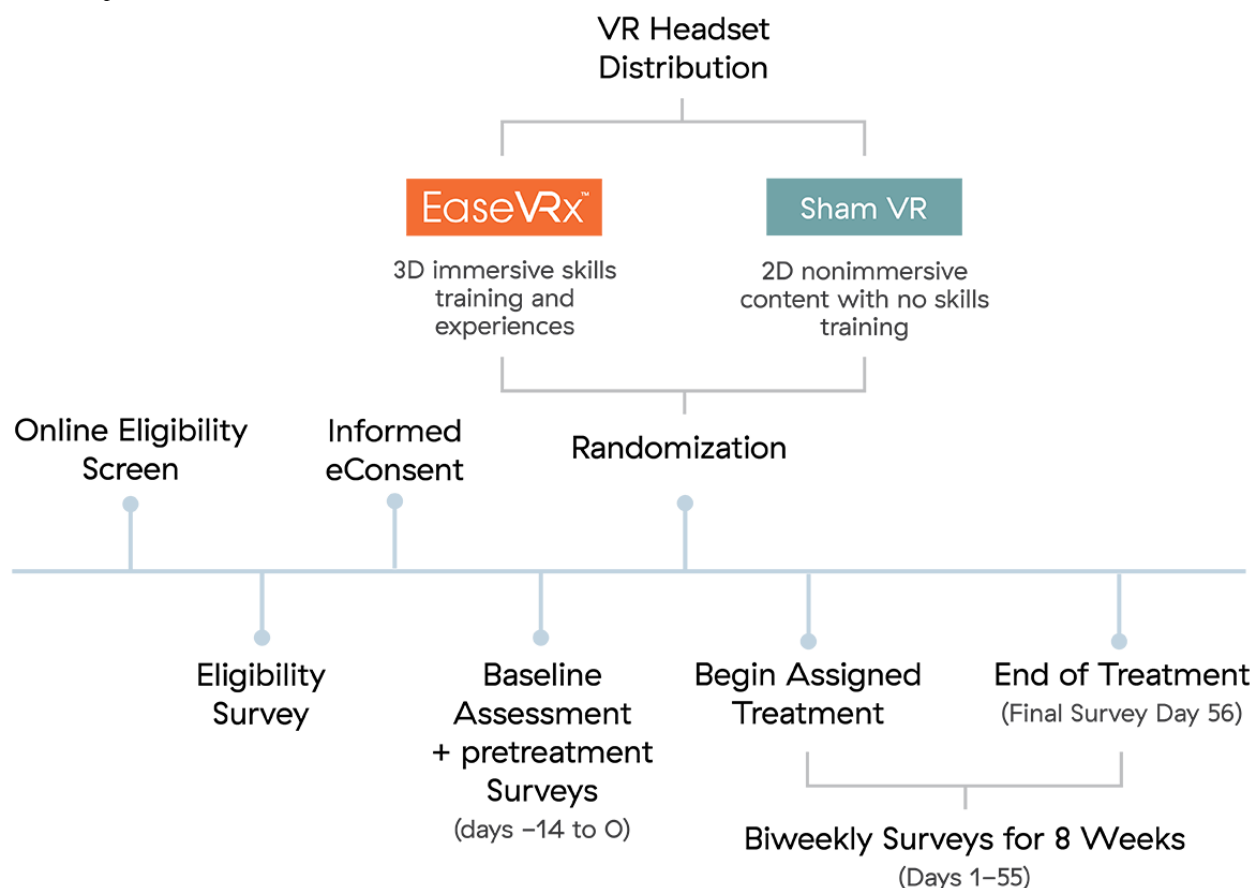 VR Headset
Distribution
EaseVRx™
Sham VR
3D immersive skills
training and
experiences
2D nonimmersive
content with no skills
training
Online Eligibility
Screen
Informed
eConsent
Randomization
Eligibility
Survey
Baseline
Assessment
+ pretreatment
Surveys
(days –14 to 0)
Begin Assigned
Treatment
End of Treatment
(Final Survey Day 56)
Biweekly Surveys for 8 Weeks
(Days 1–55)